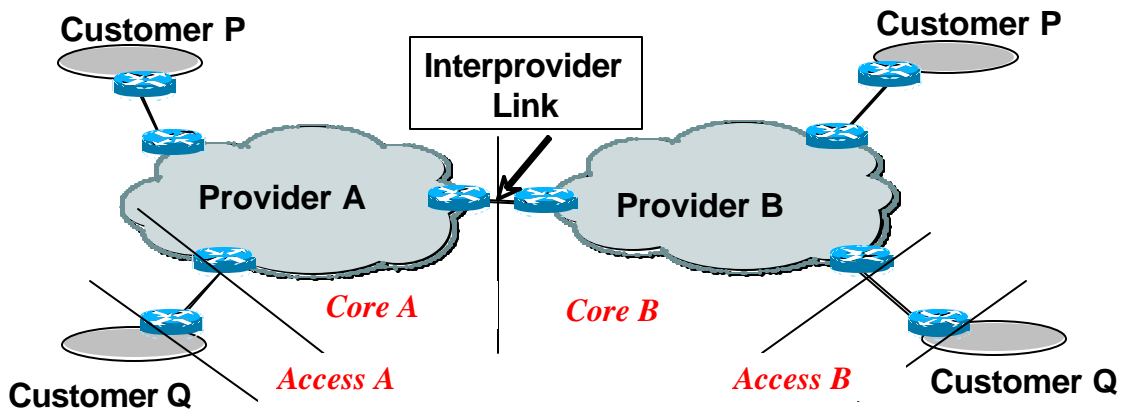 Customer P
Customer P
Interprovider
Link
Provider A
Provider B
Core A
Core B
Access A
Access B
Customer Q
Customer Q